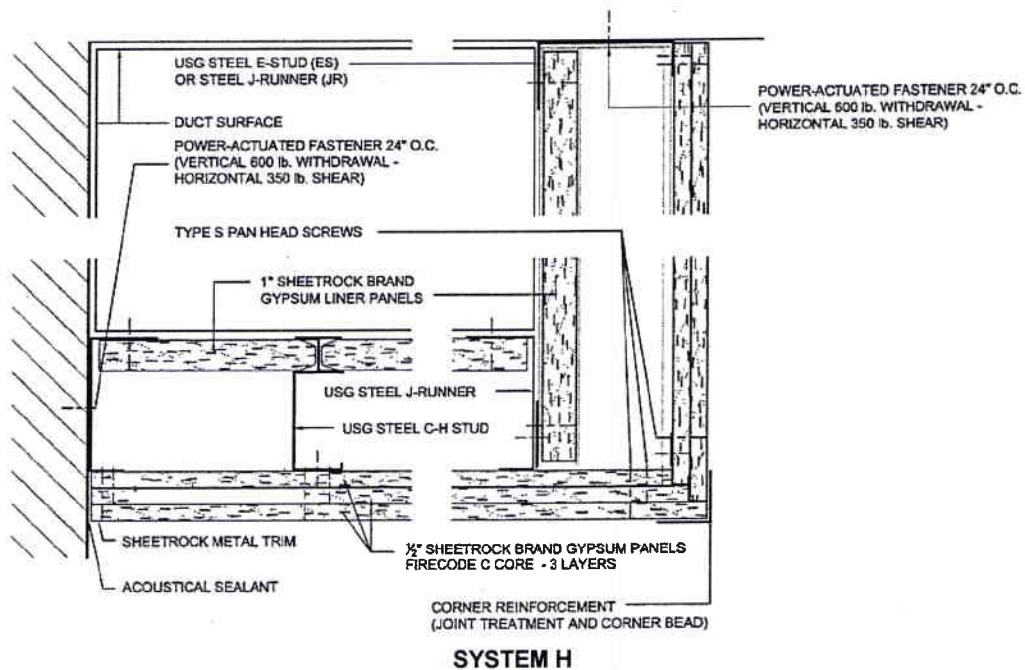 USG STEEL E-STUD (ES)
OR STEEL J-RUNNER (JR)
DUCT SURFACE
POWER-ACTUATED FASTENER 24" O.C.
(VERTICAL 600 lb. WITHDRAWAL -
HORIZONTAL 350 lb. SHEAR)
POWER-ACTUATED FASTENER 24" O.C.
(VERTICAL 600 lb. WITHDRAWAL -
HORIZONTAL 350 lb. SHEAR)
TYPE S PAN HEAD SCREWS
1" SHEETROCK BRAND
GYPSUM LINER PANELS
USG STEEL J-RUNNER
USG STEEL C-H STUD
SHEETROCK METAL TRIM
½" SHEETROCK BRAND GYPSUM PANELS
FIRECODE C CORE - 3 LAYERS
ACOUSTICAL SEALANT
CORNER REINFORCEMENT
(JOINT TREATMENT AND CORNER BEAD)
SYSTEM H